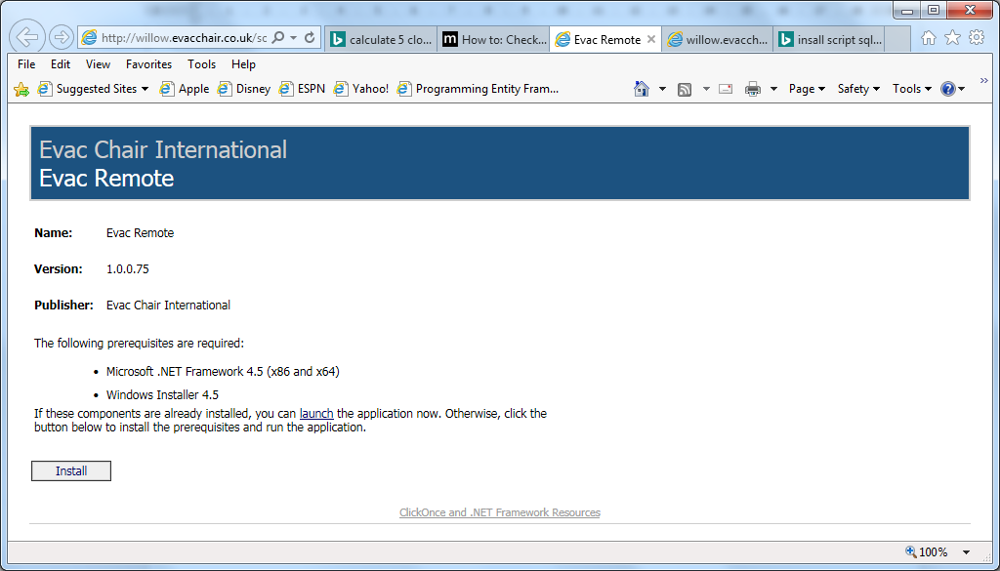 http://willow.evacchair.co.uk/sc
calculate 5 clo...
How to: Check...
Evac Remote
willow.evacch...
insall script sql...
File Edit View Favorites Tools Help
Suggested Sites Apple Disney ESPN Yahoo! Programming Entity Fram... Page Safety Tools
Evac Chair International
Evac Remote
Name: Evac Remote
Version: 1.0.0.75
Publisher: Evac Chair International
The following prerequisites are required:
• Microsoft .NET Framework 4.5 (x86 and x64)
• Windows Installer 4.5
If these components are already installed, you can launch the application now. Otherwise, click the
button below to install the prerequisites and run the application.
Install
ClickOnce and .NET Framework Resources
100%